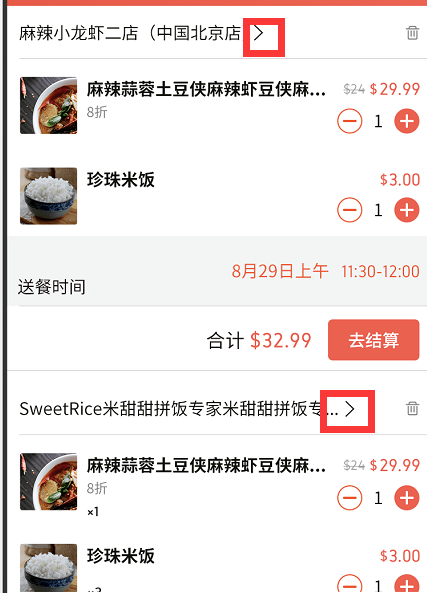 麻辣小龙虾二店（中国北京店
麻辣蒜蓉土豆侠麻辣虾豆侠麻... $24 $29.99
8折
1
珍珠米饭 $3.00
1
8月29日上午 11:30-12:00
送餐时间
合计 $32.99 去结算
SweetRice米甜甜拼饭专家米甜甜拼饭专...
麻辣蒜蓉土豆侠麻辣虾豆侠麻... $24 $29.99
8折
1
×1
珍珠米饭 $3.00
1